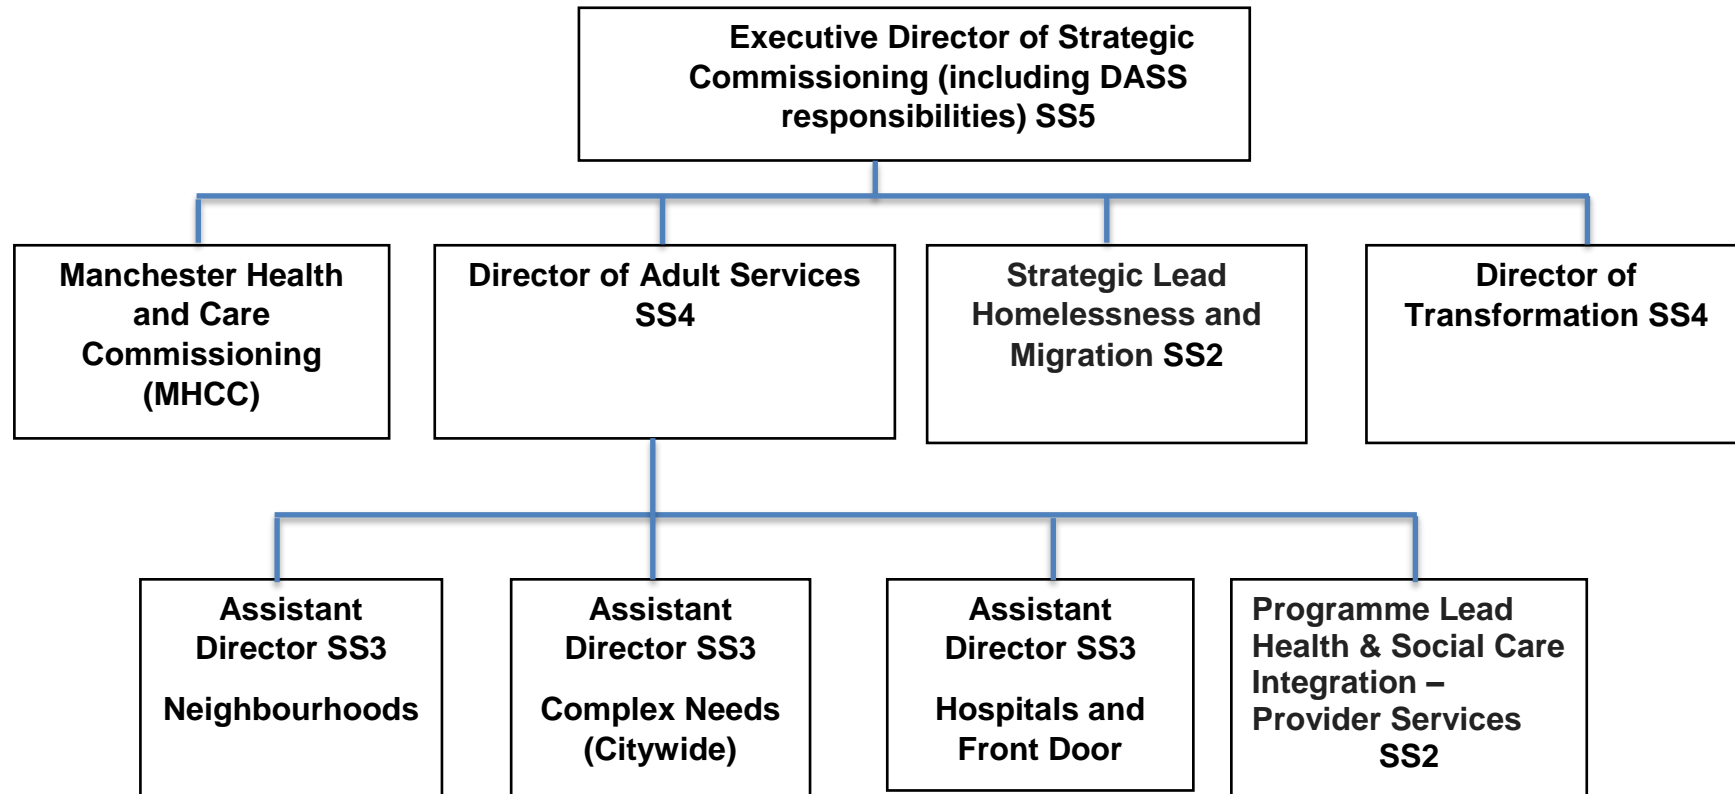 Executive Director of Strategic
Commissioning (including DASS
responsibilities) SS5
Manchester Health
and Care
Commissioning
(MHCC)
Director of Adult Services
SS4
Strategic Lead
Homelessness and
Migration SS2
Director of
Transformation SS4
Assistant
Director SS3
Neighbourhoods
Assistant
Director SS3
Complex Needs
(Citywide)
Assistant
Director SS3
Hospitals and
Front Door
Programme Lead
Health & Social Care
Integration –
Provider Services
SS2